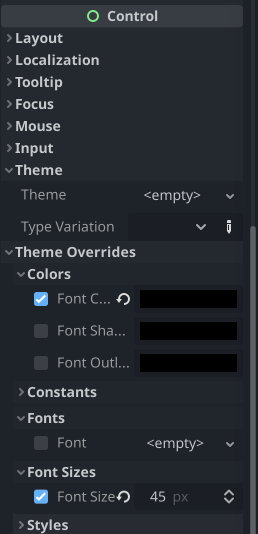 Control
Layout
Localization
Tooltip
Focus
Mouse
Input
Theme
Theme <empty>
Type Variation
Theme Overrides
Colors
Font C...
Font Sha...
Font Outl...
Constants
Fonts
Font <empty>
Font Sizes
Font Size 45 px
Styles